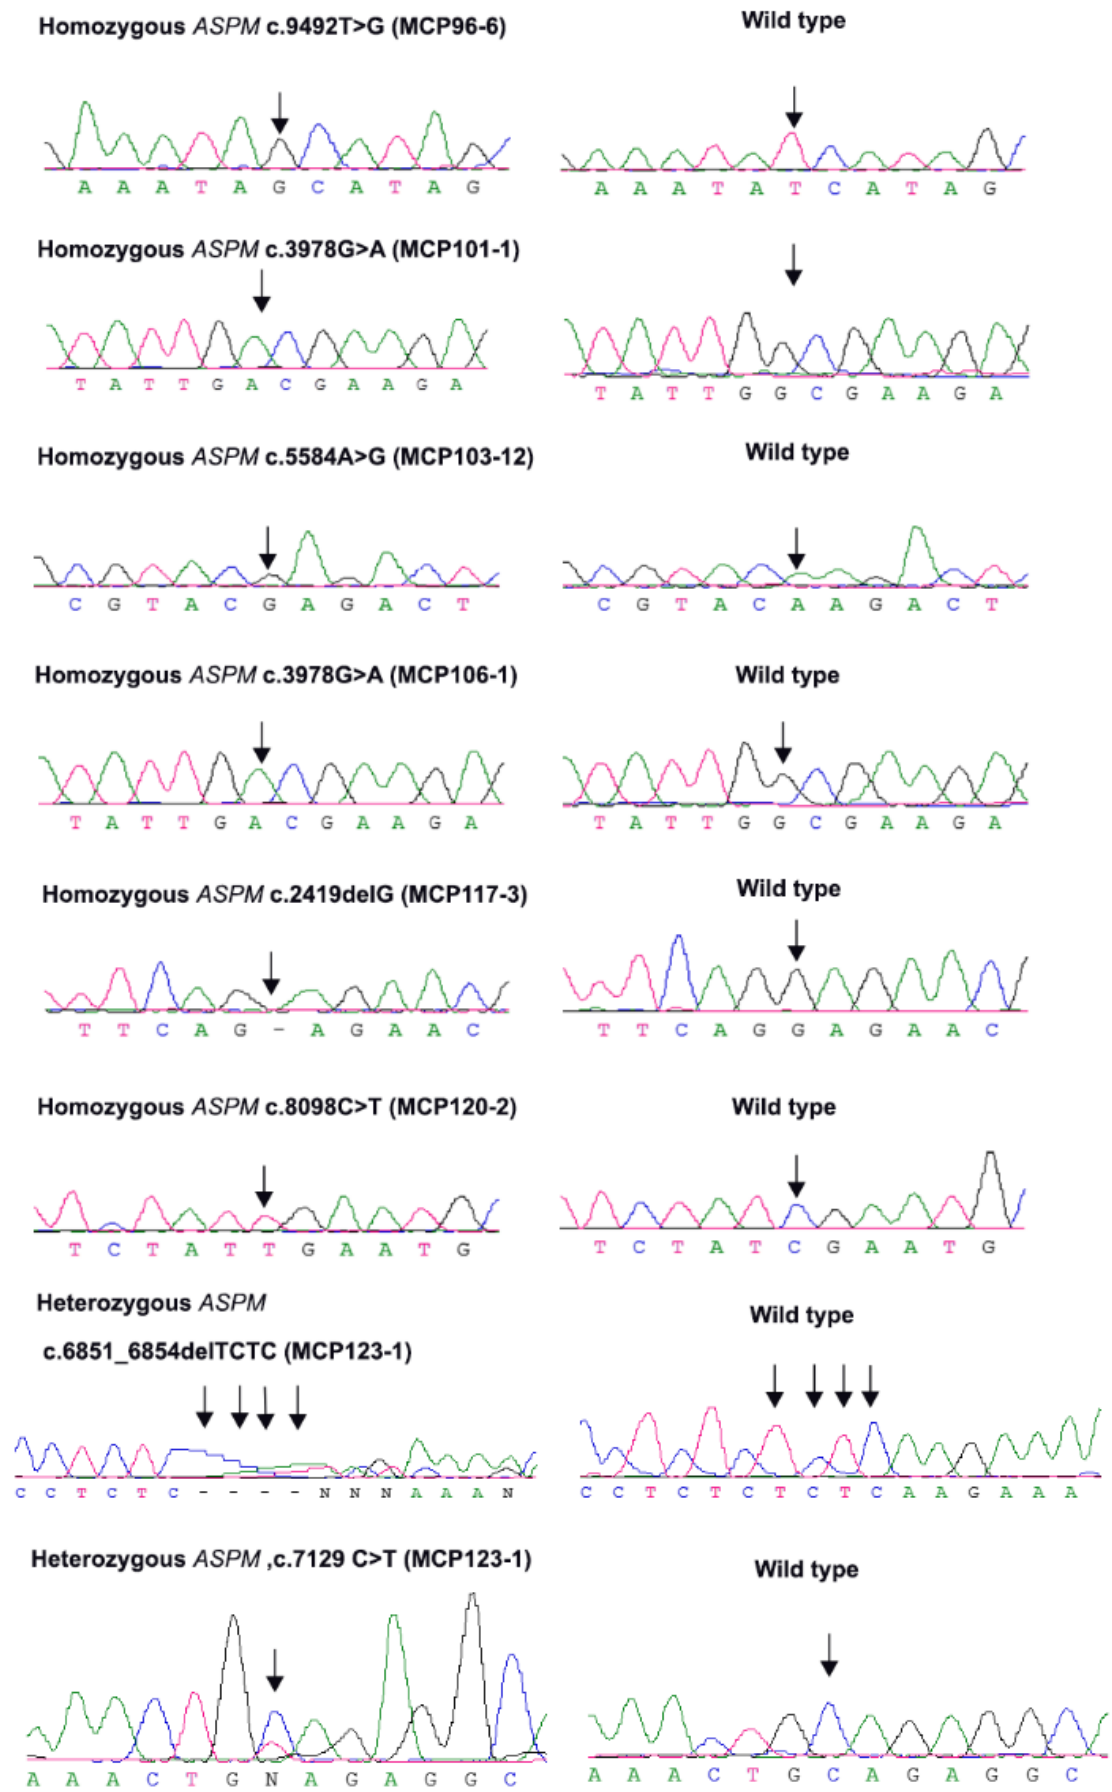 Homozygous ASPM c.9492T>G (MCP96-6) Wild type
A A A T A G C A T A G A A A T A T C A T A G
Homozygous ASPM c.3978G>A (MCP101-1)
T A T T G A C G A A G A T A T T G G C G A A G A
Homozygous ASPM c.5584A>G (MCP103-12) Wild type
C G T A C G A G A C T C G T A C A A G A C T
Homozygous ASPM c.3978G>A (MCP106-1) Wild type
T A T T G A C G A A G A T A T T G G C G A A G A
Homozygous ASPM c.2419delG (MCP117-3) Wild type
T T C A G - A G A A C T T C A G G A G A A C
Homozygous ASPM c.8098C>T (MCP120-2) Wild type
T C T A T T G A A T G T C T A T C G A A T G
Heterozygous ASPM Wild type
c.6851_6854delTCTC (MCP123-1)
C C T C T C - - - - N N N A A A N C C T C T C T C T C A A G A A A
Heterozygous ASPM ,c.7129 C>T (MCP123-1) Wild type
A A A C T G N A G A G G C A A A C T G C A G A G G C